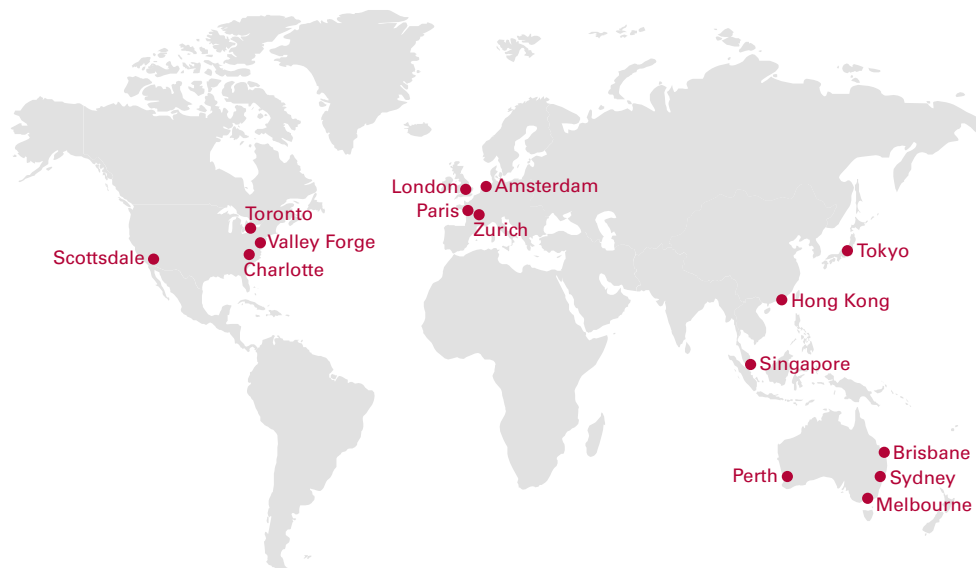 London
Amsterdam
Paris
Zurich
Toronto
Valley Forge
Scottsdale
Charlotte
Tokyo
Hong Kong
Singapore
Brisbane
Perth
Sydney
Melbourne